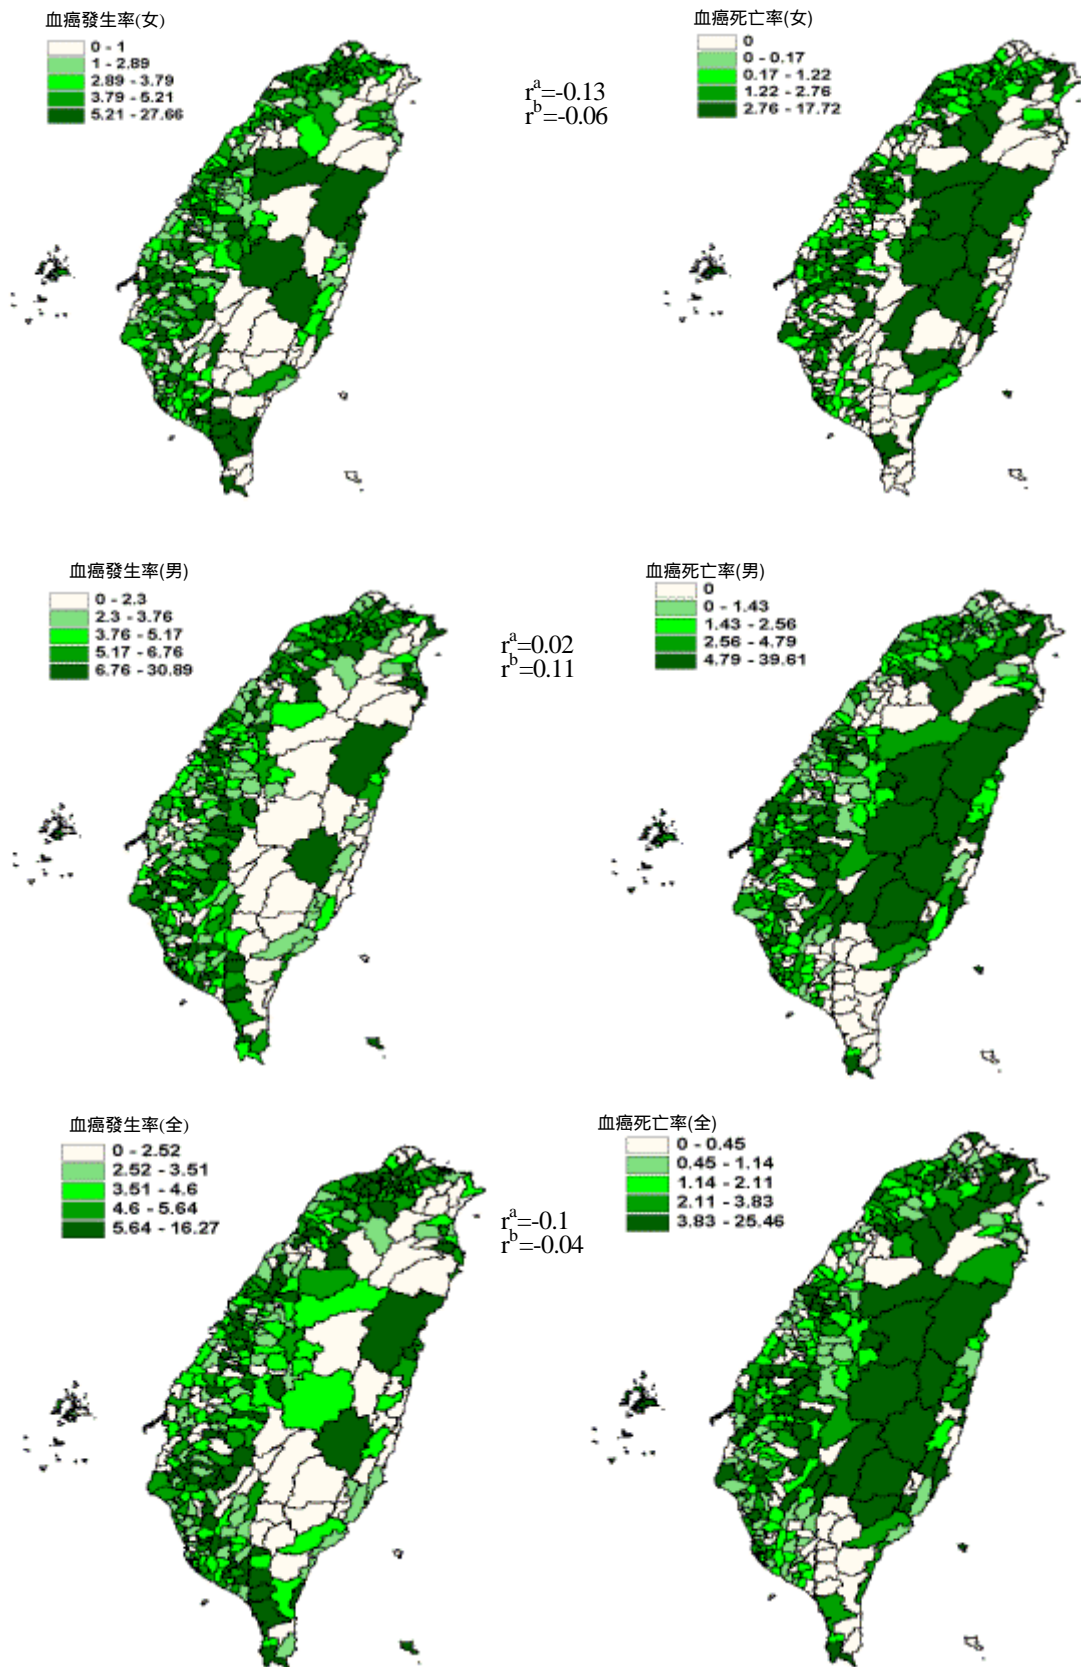 血癌發生率(女)
0 - 1
1 - 2.89
2.89 - 3.79
3.79 - 5.21
5.21 - 27.66
rᵃ=-0.13
rᵇ=-0.06
血癌死亡率(女)
0
0 - 0.17
0.17 - 1.22
1.22 - 2.76
2.76 - 17.72
血癌發生率(男)
0 - 2.3
2.3 - 3.76
3.76 - 5.17
5.17 - 6.76
6.76 - 30.89
rᵃ=0.02
rᵇ=0.11
血癌死亡率(男)
0
0 - 1.43
1.43 - 2.56
2.56 - 4.79
4.79 - 39.61
血癌發生率(全)
0 - 2.52
2.52 - 3.51
3.51 - 4.6
4.6 - 5.64
5.64 - 16.27
rᵃ=-0.1
rᵇ=-0.04
血癌死亡率(全)
0 - 0.45
0.45 - 1.14
1.14 - 2.11
2.11 - 3.83
3.83 - 25.46